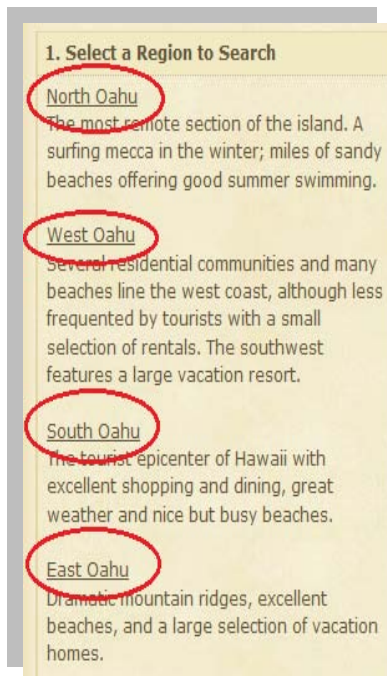 1. Select a Region to Search
North Oahu
The most remote section of the island. A
surfing mecca in the winter; miles of sandy
beaches offering good summer swimming.
West Oahu
Several residential communities and many
beaches line the west coast, although less
frequented by tourists with a small
selection of rentals. The southwest
features a large vacation resort.
South Oahu
The tourist epicenter of Hawaii with
excellent shopping and dining, great
weather and nice but busy beaches.
East Oahu
Dramatic mountain ridges, excellent
beaches, and a large selection of vacation
homes.